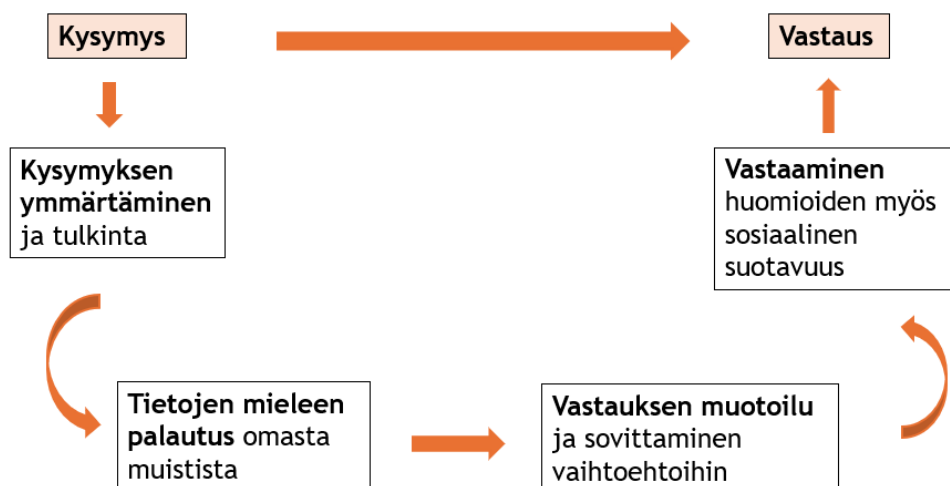 Kysymys
Vastaus
Kysymyksen
ymmärtäminen
ja tulkinta
Tietojen mieleen
palautus omasta
muistista
Vastauksen muotoilu
ja sovittaminen
vaihtoehtoihin
Vastaaminen
huomioiden myös
sosiaalinen
suotavuus